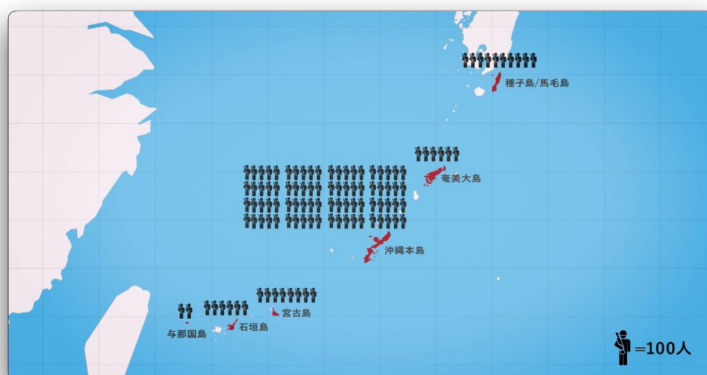 種子島/馬毛島
奄美大島
沖縄本島
宮古島
石垣島
与那国島
=100人